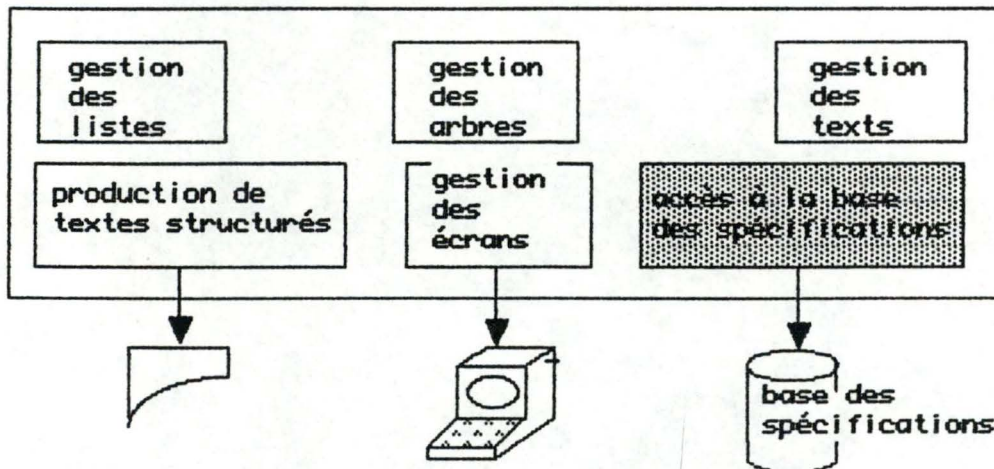 gestion
des
listes
gestion
des
arbres
gestion
des
texts
production de
textes structurés
gestion
des
écrans
accès à la base
des spécifications
base des
spécifications